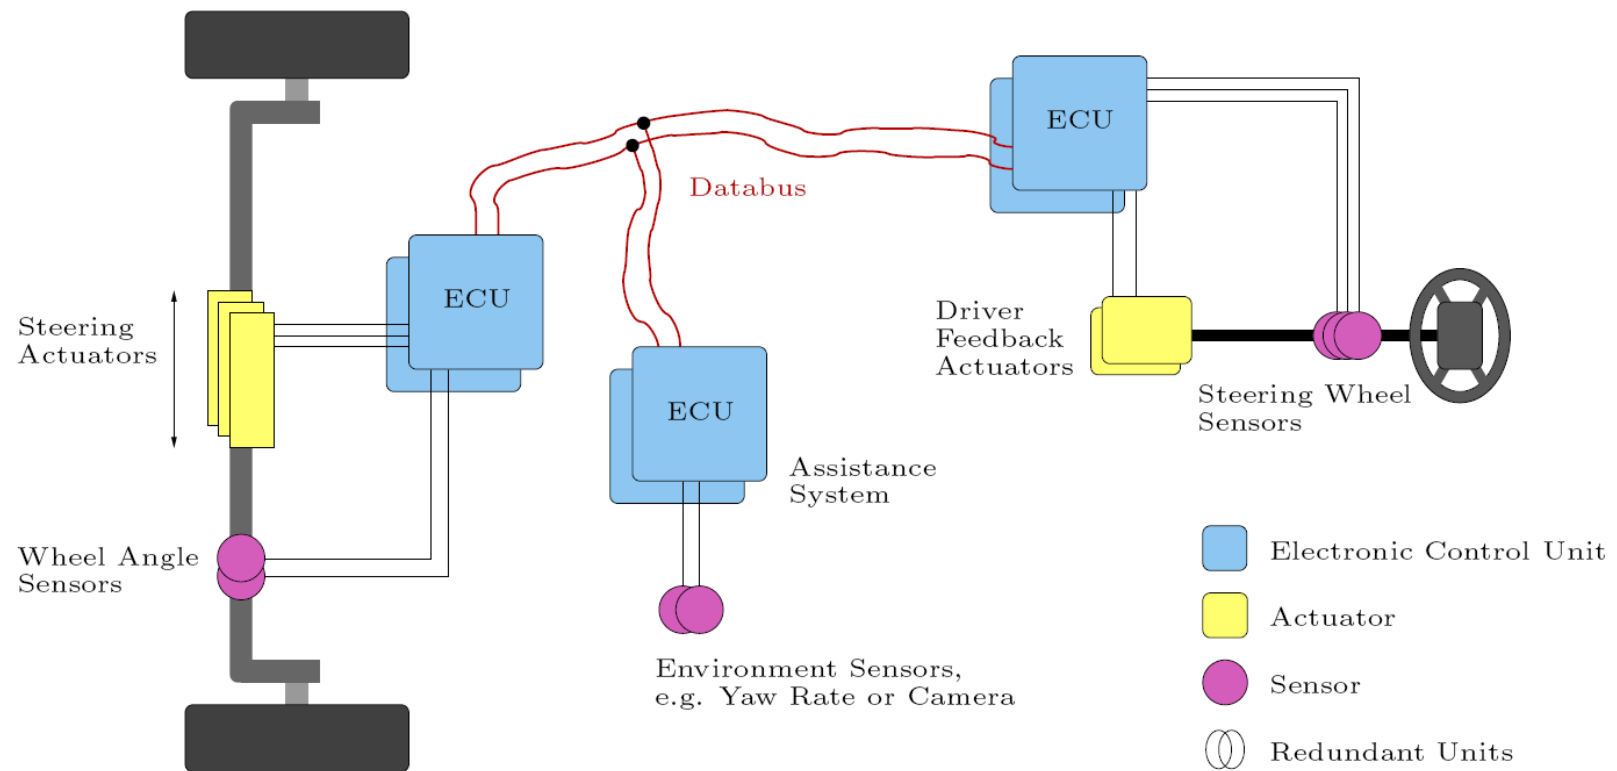 ECU
Databus
ECU
Steering
Actuators
Driver
Feedback
Actuators
ECU
Steering Wheel
Sensors
Assistance
System
Wheel Angle
Sensors
Environment Sensors,
e.g. Yaw Rate or Camera
Electronic Control Unit
Actuator
Sensor
Redundant Units